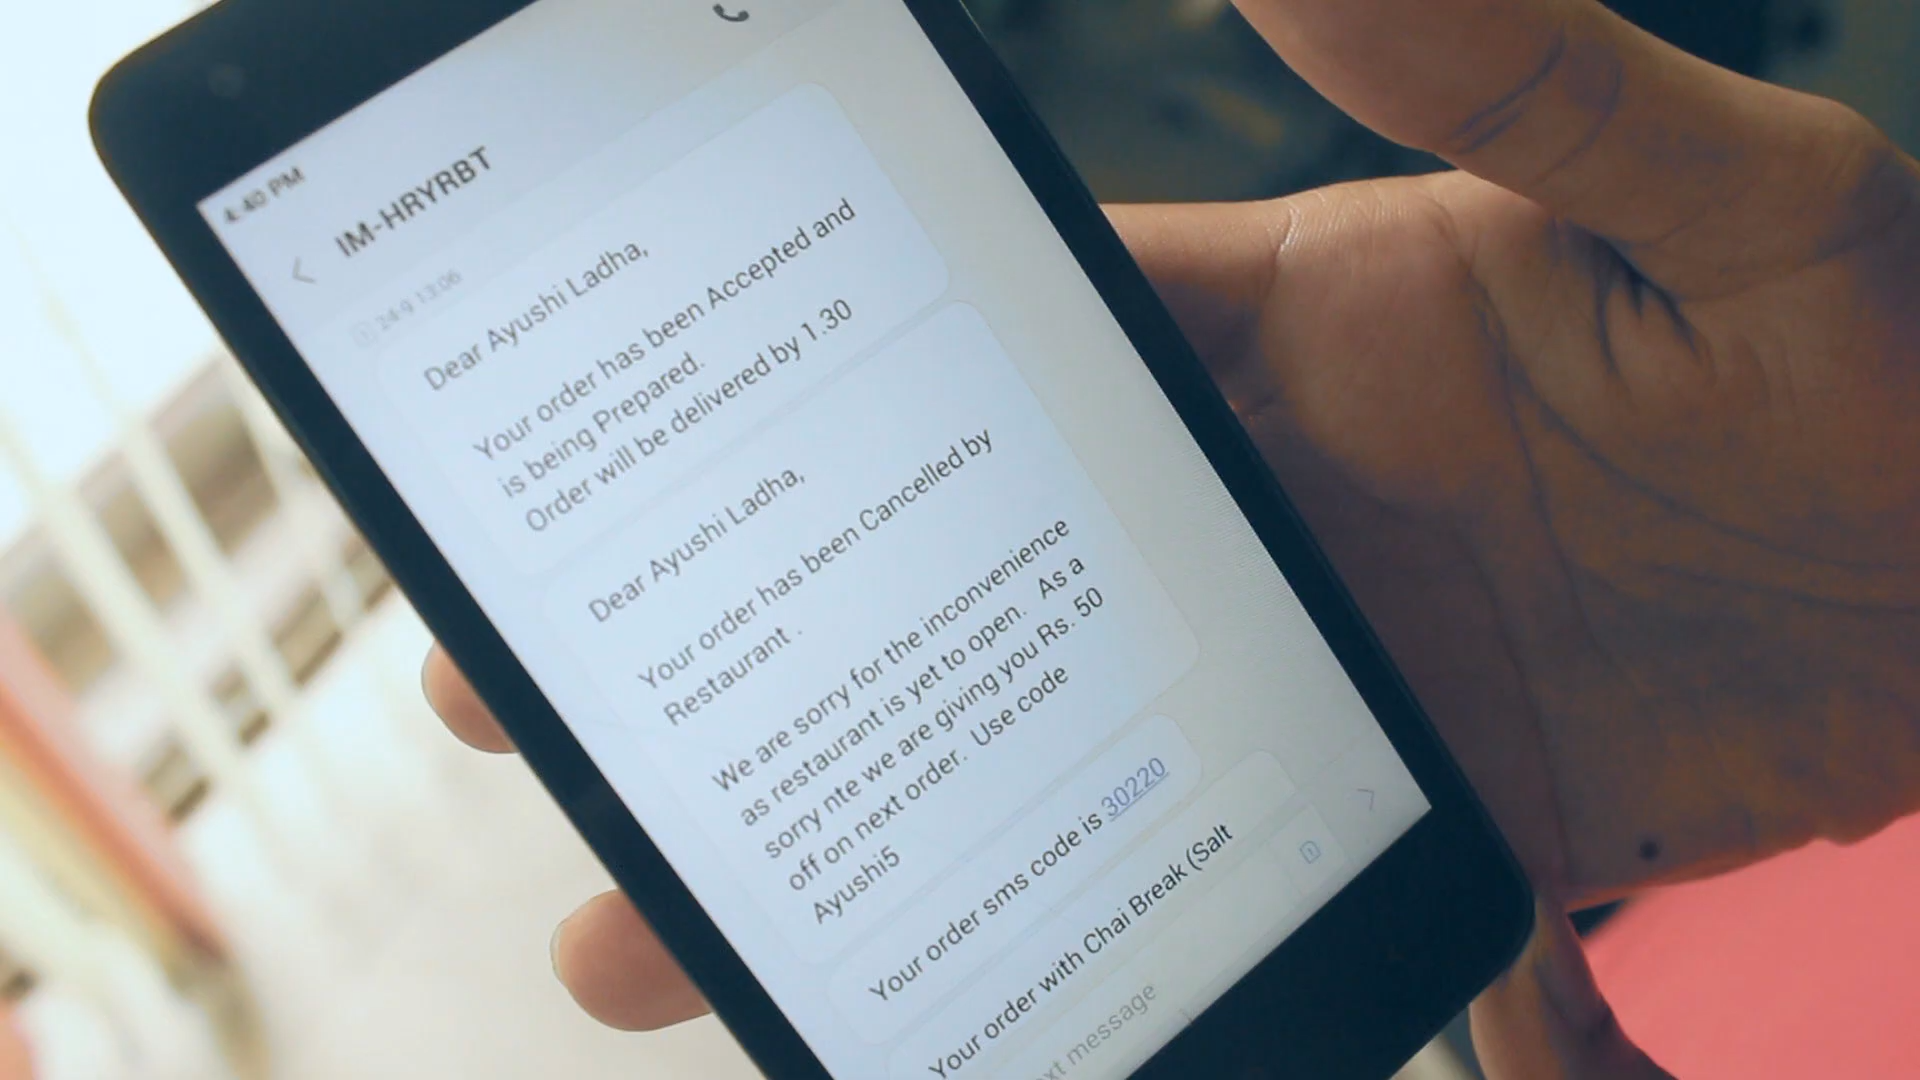 4:40 PM
IM-HRYRBT
24-9 13:06
Dear Ayushi Ladha,
Your order has been Accepted and
is being Prepared.
Order will be delivered by 1.30
Dear Ayushi Ladha,
Your order has been Cancelled by
Restaurant .
We are sorry for the inconvenience
as restaurant is yet to open. As a
sorry nte we are giving you Rs. 50
off on next order. Use code
Ayushi5
Your order sms code is 30220
Your order with Chai Break (Salt
message